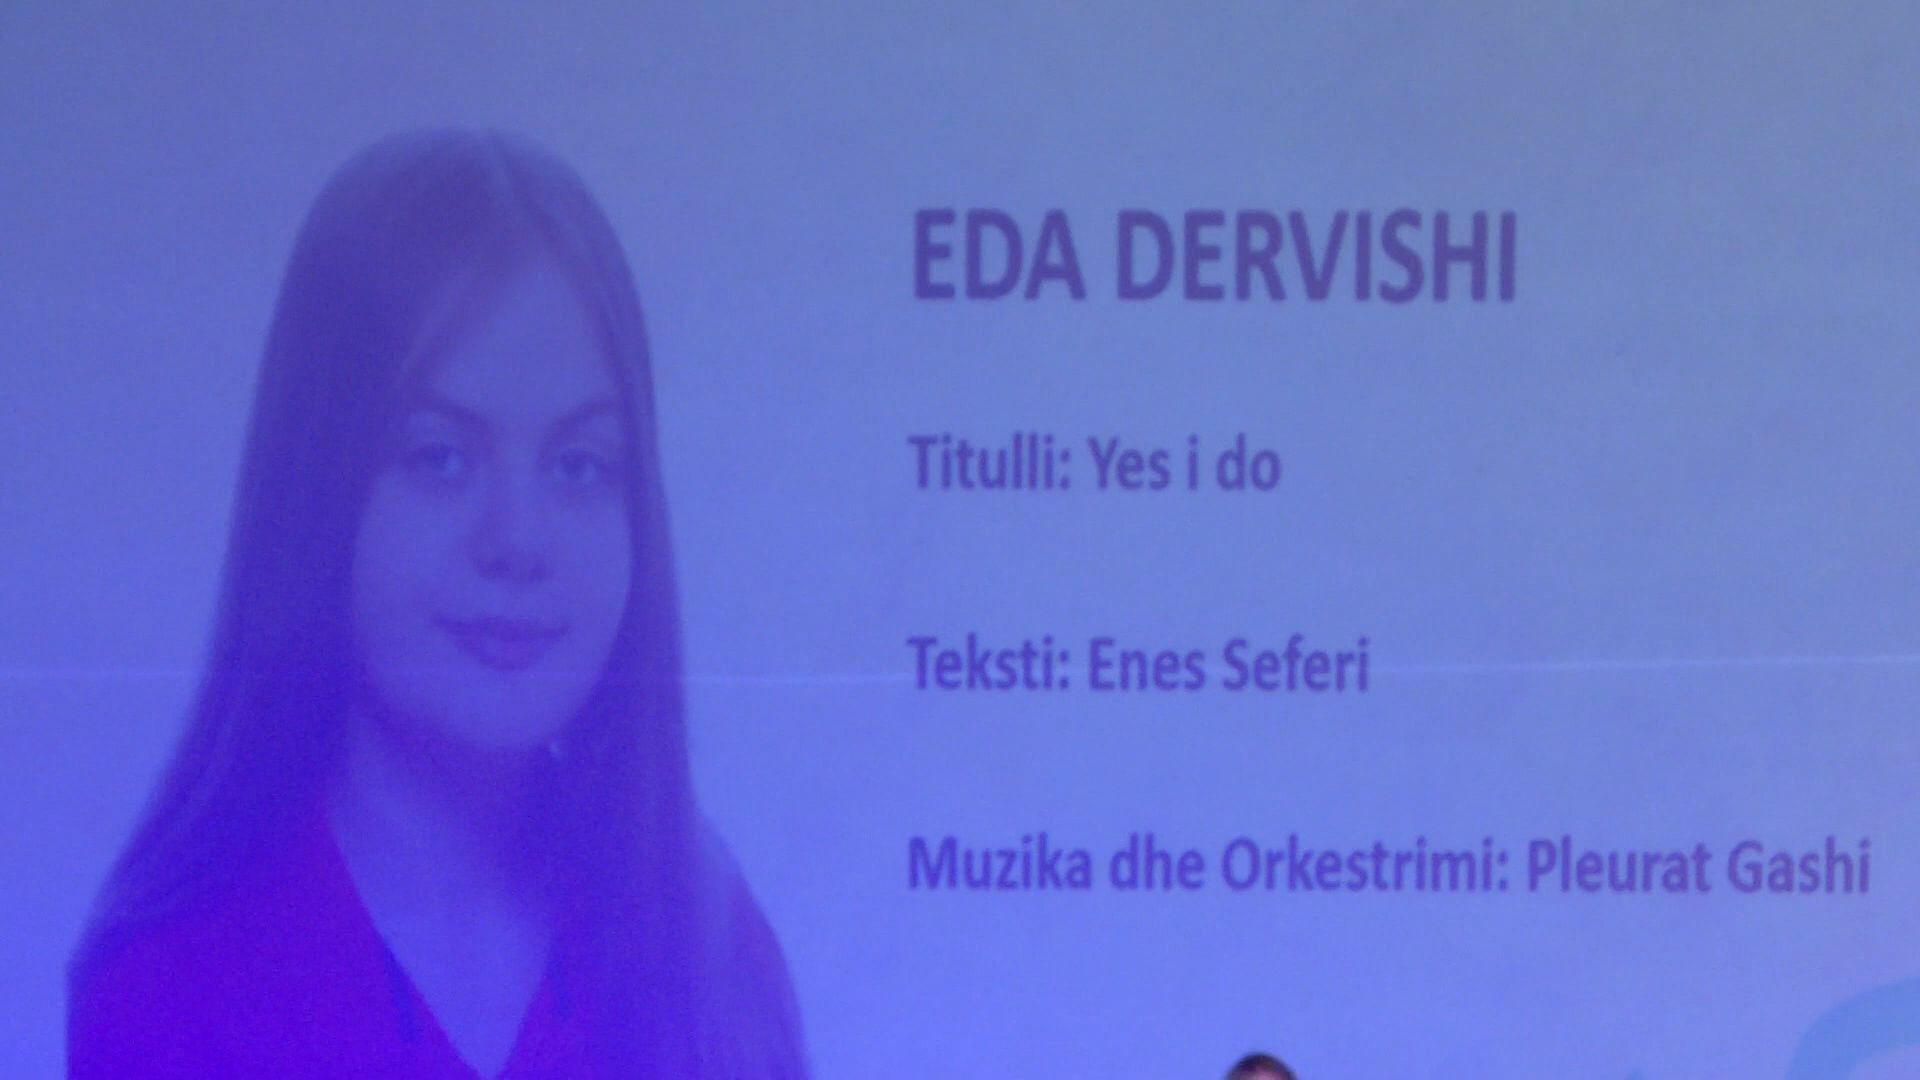 EDA DERVISHI
Titulli: Yes i do
Teksti: Enes Seferi
Muzika dhe Orkestrimi: Pleurat Gashi